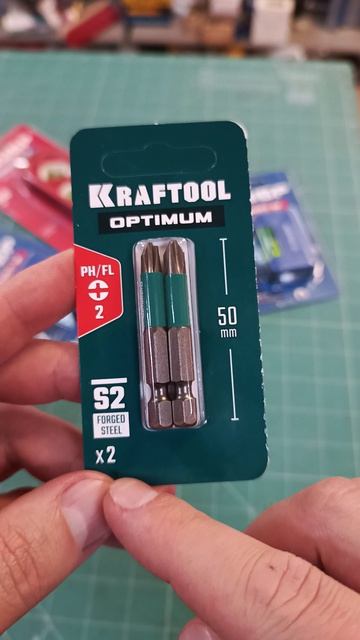 KRAFTOOL
OPTIMUM
PH/FL
2
50
mm
S2
FORGED
STEEL
x2